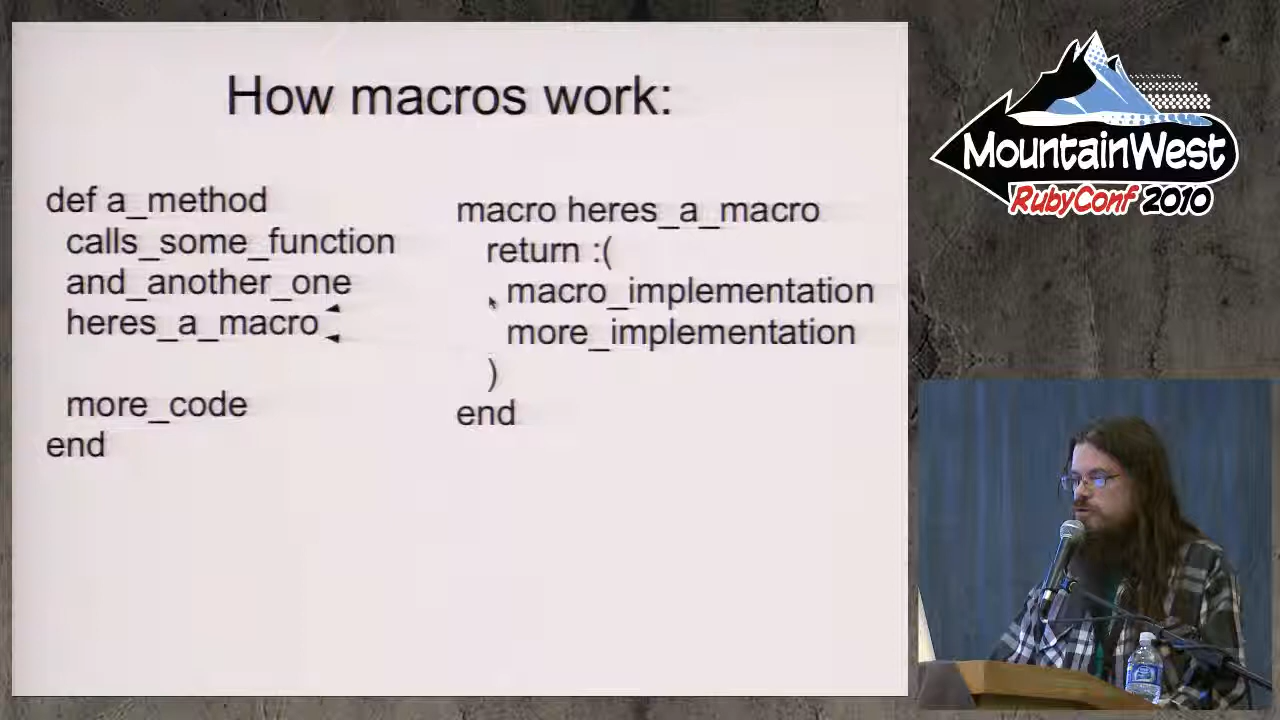 How macros work:
def a_method
calls_some_function
and_another_one
heres_a_macro
more_code
end
macro heres_a_macro
return :(
macro_implementation
more_implementation
)
end
MountainWest
RubyConf 2010